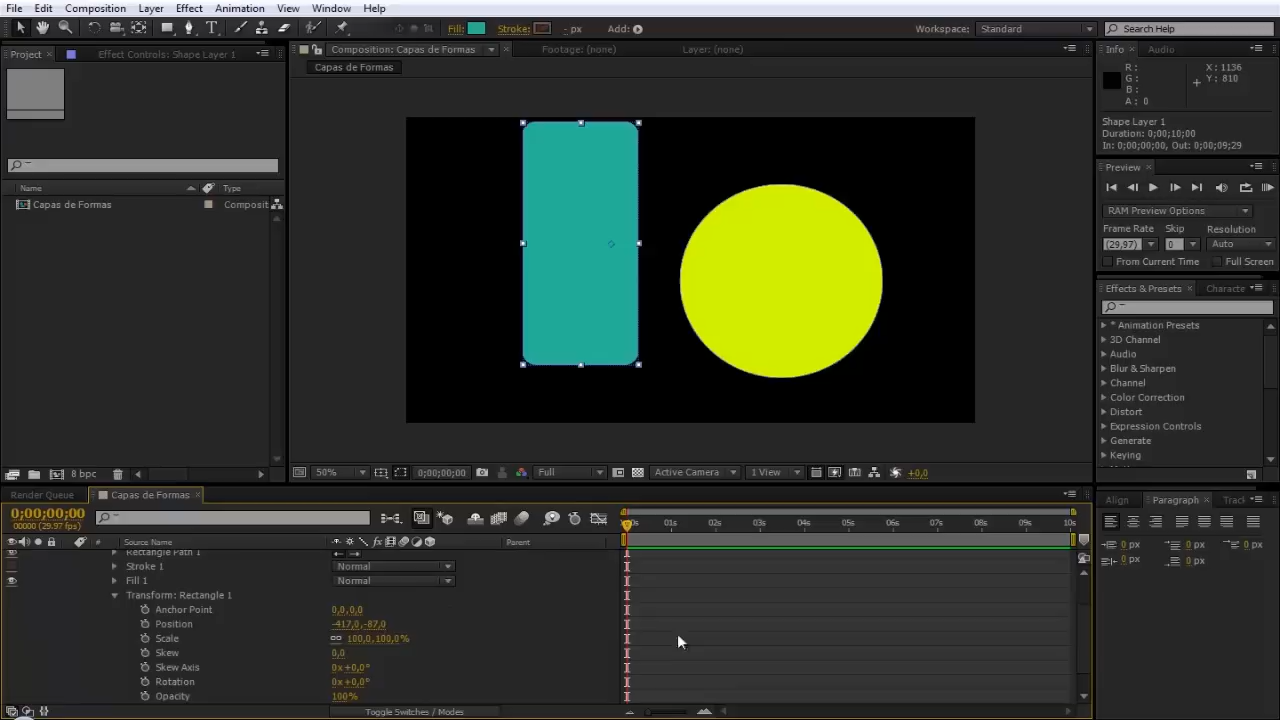 File Edit Composition Layer Effect Animation View Window Help
Fill: Stroke: - px Add: Workspace: Standard Search Help
Project Effect Controls: Shape Layer 1 Composition: Capas de Formas Footage: (none) Layer: (none) Info Audio
Capas de Formas
R : X : 1136
G : Y : 810
B :
A : 0
Shape Layer 1
Duration: 0;00;10;00
In: 0;00;00;00, Out: 0;00;09;29
Preview
Name Type
Capas de Formas Composit
RAM Preview Options
Frame Rate Skip Resolution
(29,97) 0 Auto
From Current Time Full Screen
Effects & Presets Characte
* Animation Presets
3D Channel
Audio
Blur & Sharpen
Channel
Color Correction
Distort
Expression Controls
Generate
Keying
8 bpc 50% 0;00;00;00 Full Active Camera 1 View +0,0
Render Queue Capas de Formas Align Paragraph Track
0;00;00;00
00000 (29.97 fps)
0s 01s 02s 03s 04s 05s 06s 07s 08s 09s 10s
# Source Name Parent
0 px 0 px 0 px
0 px 0 px
Rectangle Path 1
Stroke 1 Normal
Fill 1 Normal
Transform: Rectangle 1
Anchor Point 0,0,0,0
Position -417,0,-87,0
Scale 100,0,100,0%
Skew 0,0
Skew Axis 0x+0,0°
Rotation 0x+0,0°
Opacity 100%
Toggle Switches / Modes